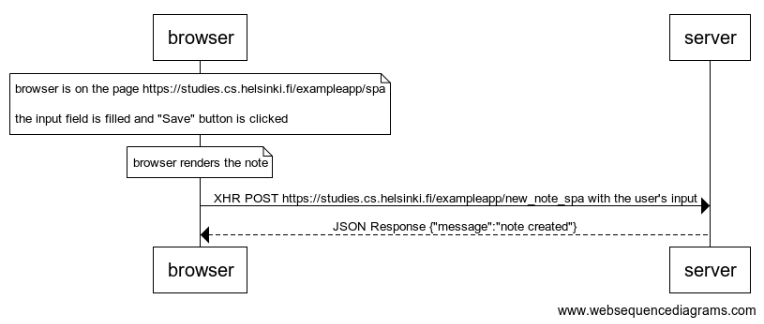 browser
server
browser is on the page https://studies.cs.helsinki.fi/exampleapp/spa
the input field is filled and "Save" button is clicked
browser renders the note
XHR POST https://studies.cs.helsinki.fi/exampleapp/new_note_spa with the user's input
JSON Response {"message":"note created"}
browser
server
www.websequencediagrams.com